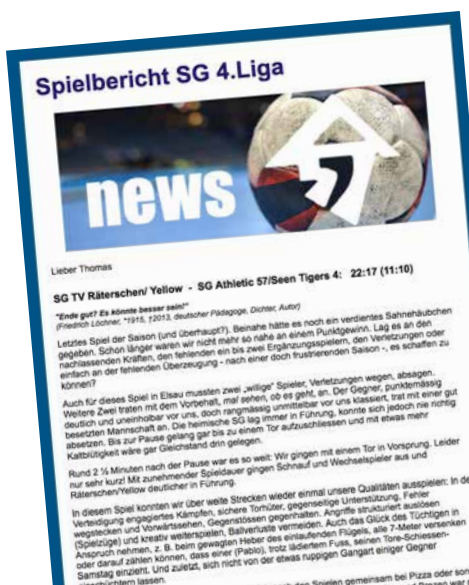 Spielbericht SG 4.Liga
news
57
Lieber Thomas
SG TV Räterschen/ Yellow - SG Athletic 57/Seen Tigers 4: 22:17 (11:10)
"Ende gut? Es könnte besser sein!"
(Friedrich Löchner, *1915, †2013, deutscher Pädagoge, Dichter, Autor)
Letztes Spiel der Saison (und überhaupt?). Beinahe hätte es noch ein verdientes Sahnehäubchen
gegeben. Schon länger waren wir nicht mehr so nahe an einem Punktgewinn. Lag es an den
nachlassenden Kräften, den fehlenden ein bis zwei Ergänzungsspielern, den Verletzungen oder
einfach an der fehlenden Überzeugung - nach einer doch frustrierenden Saison -, es schaffen zu
können?
Auch für dieses Spiel in Elsau mussten zwei „willige" Spieler, Verletzungen wegen, absagen.
Weitere Zwei traten mit dem Vorbehalt, mal sehen, ob es geht, an. Der Gegner, punktemässig
deutlich und uneinholbar vor uns, doch rangmässig unmittelbar vor uns klassiert, trat mit einer gut
besetzten Mannschaft an. Die heimische SG lag immer in Führung, konnte sich jedoch nie richtig
absetzen. Bis zur Pause gelang gar bis zu einem Tor aufzuschliessen und mit etwas mehr
Kaltblütigkeit wäre gar Gleichstand drin gelegen.
Rund 2 ½ Minuten nach der Pause war es so weit: Wir gingen mit einem Tor in Vorsprung. Leider
nur sehr kurz! Mit zunehmender Spieldauer gingen Schnauf und Wechselspieler aus und
Räterschen/Yellow deutlicher in Führung.
In diesem Spiel konnten wir über weite Strecken wieder einmal unsere Qualitäten ausspielen: In de
Verteidigung engagiertes Kämpfen, sichere Torhüter, gegenseitige Unterstützung, Fehler
wegstecken und Vorwärtssehen, Gegenstössen gegenhalten. Angriffe strukturiert auslösen
(Spielzüge) und kreativ weiterspielen, Ballverluste vermeiden. Auch das Glück des Tüchtigen in
Anspruch nehmen, z. B. beim gewagten Heber des einlaufenden Flügels, alle 7-Meter versenken
oder darauf zählen können, dass einer (Pablo), trotz lädiertem Fuss, seinen Tore-Schiessen-
Samstag einzieht. Und zuletzt, sich nicht von der etwas ruppigen Gangart einiger Gegner
einschüchtern lassen.
den Spielen gemeinsam bei Pizza oder son